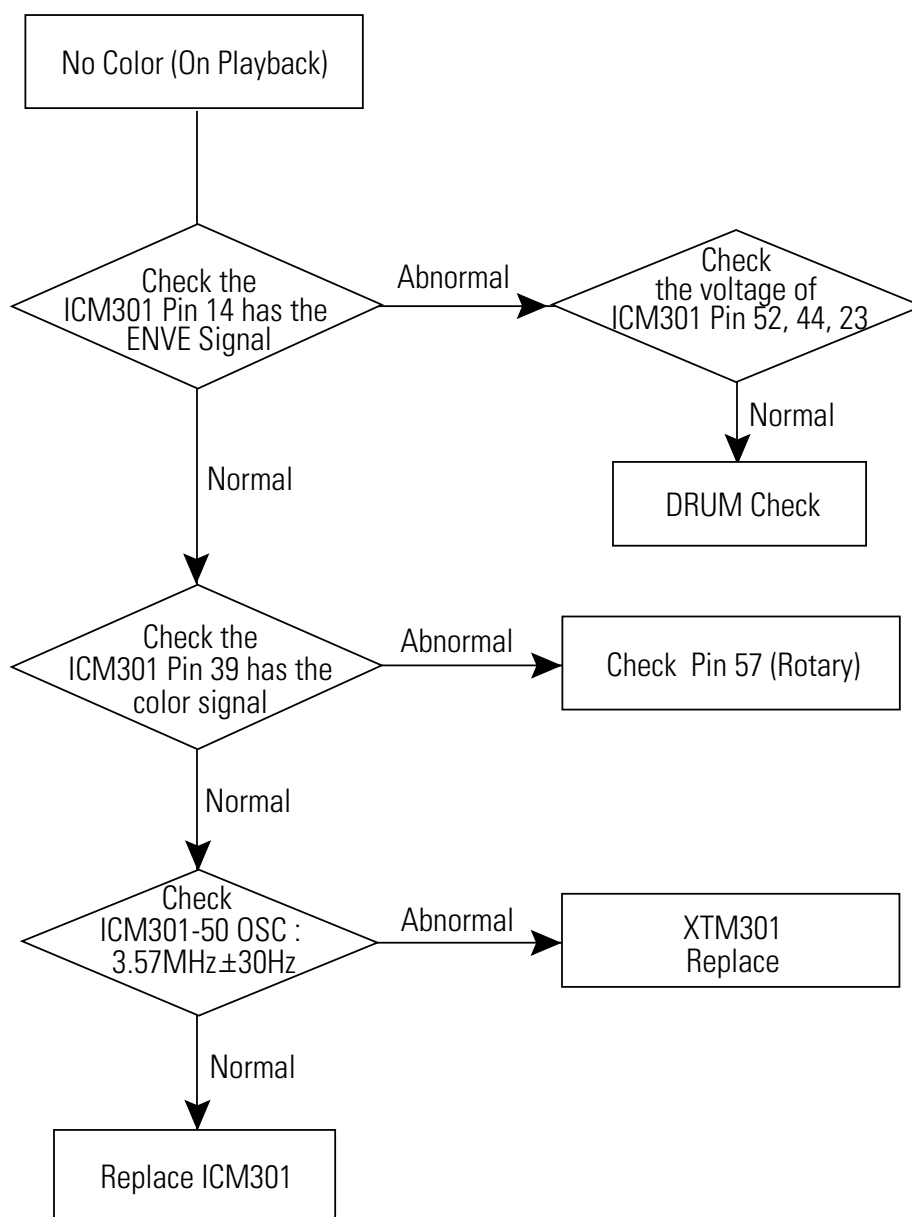 No Color (On Playback)
Check the
ICM301 Pin 14 has the
ENVE Signal
Abnormal
Check
the voltage of
ICM301 Pin 52, 44, 23
Normal
DRUM Check
Normal
Check the
ICM301 Pin 39 has the
color signal
Abnormal
Check Pin 57 (Rotary)
Normal
Check
ICM301-50 OSC :
3.57MHz±30Hz
Abnormal
XTM301
Replace
Normal
Replace ICM301